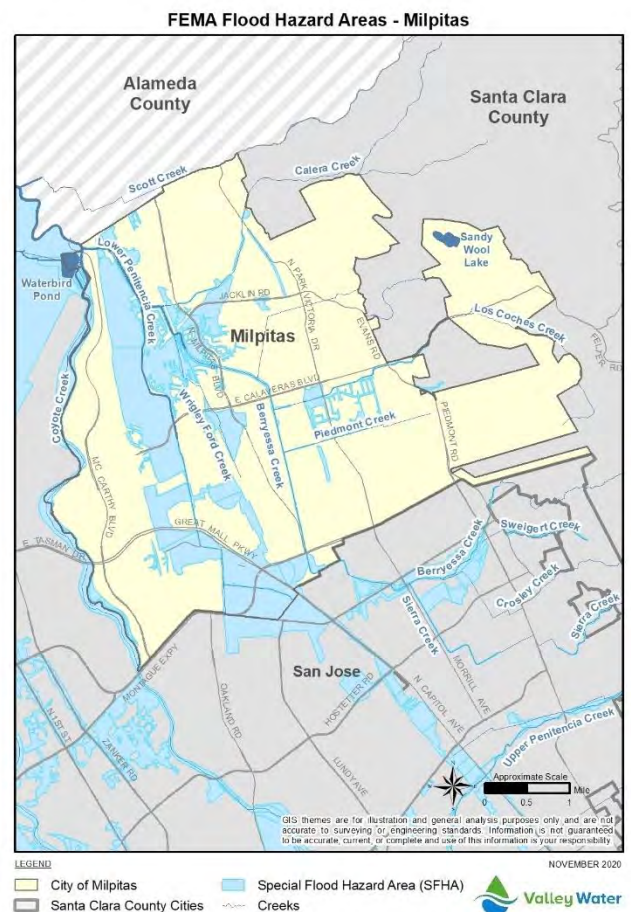 FEMA Flood Hazard Areas - Milpitas
Alameda
County
Santa Clara
County
Scott Creek
Calera Creek
Lower Penitencia Creek
Sandy
Wool
Lake
Waterbird
Pond
JACKLIN RD
N PARK VICTORIA DR
Los Coches Creek
Milpitas
EVANS RD
N MILPITAS BLVD
FELTER RD
E CALAVERAS BLVD
Coyote Creek
Wrigley Ford Creek
Berryessa Creek
Piedmont Creek
PIEDMONT RD
MC CARTHY BLVD
GREAT MALL PKWY
E TASMAN DR
Sweigert Creek
Berryessa Creek
Crosley Creek
Sierra Creek
Sierra Creek
San Jose
MONTAGUE EXPY
OAKLAND RD
HOSTETTER RD
MORRILL AVE
N CAPITOL AVE
N 1ST ST
ZANKER RD
LUNDY AVE
Upper Penitencia Creek
Approximate Scale
Mile
0 0.5 1
GIS themes are for illustration and general analysis purposes only and are not
accurate to surveying or engineering standards. Information is not guaranteed
to be accurate, current, or complete and use of this information is your responsibility.
LEGEND
NOVEMBER 2020
City of Milpitas
Special Flood Hazard Area (SFHA)
Santa Clara County Cities
Creeks
Valley Water